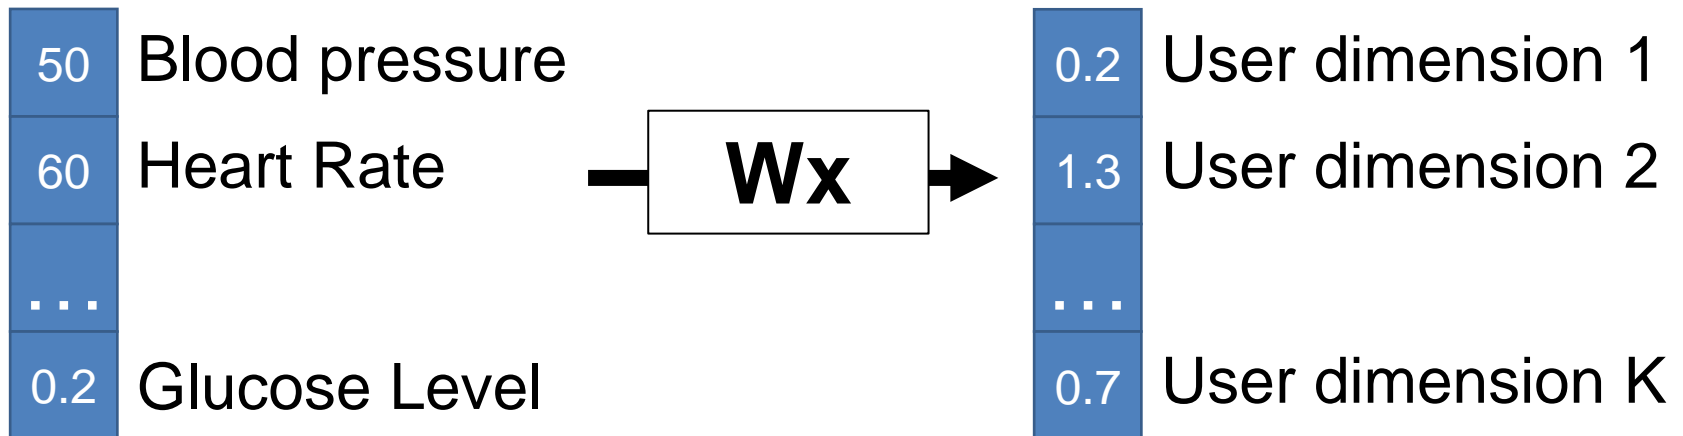 50 Blood pressure
60 Heart Rate
...
0.2 Glucose Level
Wx
0.2 User dimension 1
1.3 User dimension 2
...
0.7 User dimension K